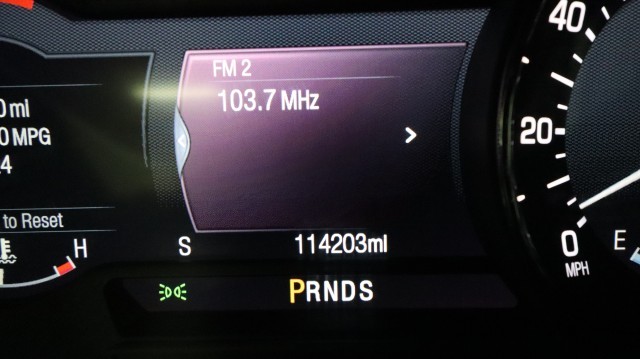 FM 2
103.7 MHz
0 ml
0 MPG
.4
to Reset
H
S
114203ml
PRNDS
40
20
0
MPH
E